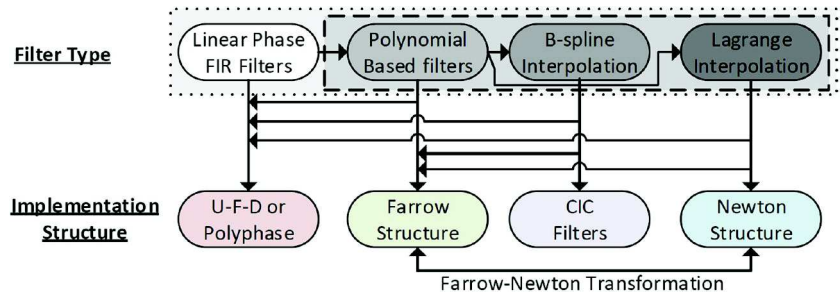 Filter Type
Linear Phase
FIR Filters
Polynomial
Based filters
B-spline
Interpolation
Lagrange
Interpolation
Implementation
Structure
U-F-D or
Polyphase
Farrow
Structure
CIC
Filters
Newton
Structure
Farrow-Newton Transformation